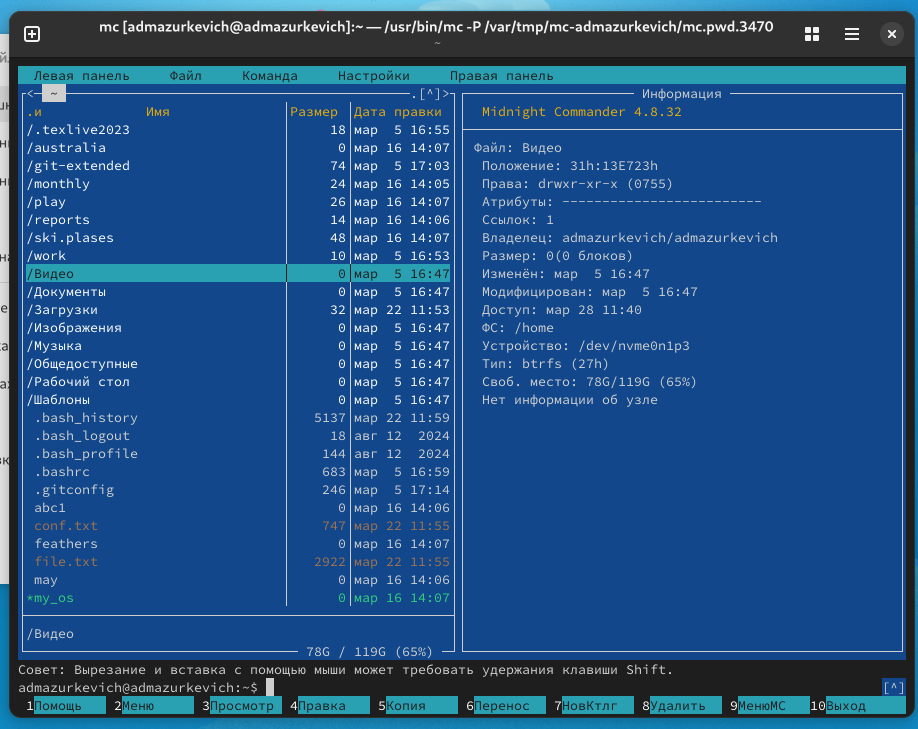 mc [admazurkevich@admazurkevich]:~ — /usr/bin/mc -P /var/tmp/mc-admazurkevich/mc.pwd.3470
~
Левая панель Файл Команда Настройки Правая панель
<─ ~ .[^]>
.и Имя Размер Дата правки
/.texlive2023 18 мар 5 16:55
/australia 0 мар 16 14:07
/git-extended 74 мар 5 17:03
/monthly 24 мар 16 14:05
/play 26 мар 16 14:07
/reports 14 мар 16 14:06
/ski.plases 48 мар 16 14:07
/work 10 мар 5 16:53
/Видео 0 мар 5 16:47
/Документы 0 мар 5 16:47
/Загрузки 32 мар 22 11:53
/Изображения 0 мар 5 16:47
/Музыка 0 мар 5 16:47
/Общедоступные 0 мар 5 16:47
/Рабочий стол 0 мар 5 16:47
/Шаблоны 0 мар 5 16:47
.bash_history 5137 мар 22 11:59
.bash_logout 18 авг 12 2024
.bash_profile 144 авг 12 2024
.bashrc 683 мар 5 16:59
.gitconfig 246 мар 5 17:14
abc1 0 мар 16 14:06
conf.txt 747 мар 22 11:55
feathers 0 мар 16 14:07
file.txt 2922 мар 22 11:55
may 0 мар 16 14:06
*my_os 0 мар 16 14:07
/Видео
78G / 119G (65%)
Информация
Midnight Commander 4.8.32
Файл: Видео
Положение: 31h:13E723h
Права: drwxr-xr-x (0755)
Атрибуты: -------------------------
Ссылок: 1
Владелец: admazurkevich/admazurkevich
Размер: 0(0 блоков)
Изменён: мар 5 16:47
Модифицирован: мар 5 16:47
Доступ: мар 28 11:40
ФС: /home
Устройство: /dev/nvme0n1p3
Тип: btrfs (27h)
Своб. место: 78G/119G (65%)
Нет информации об узле
Совет: Вырезание и вставка с помощью мыши может требовать удержания клавиши Shift.
admazurkevich@admazurkevich:~$ [^]
1Помощь 2Меню 3Просмотр 4Правка 5Копия 6Перенос 7НовКтлг 8Удалить 9МенюМС 10Выход